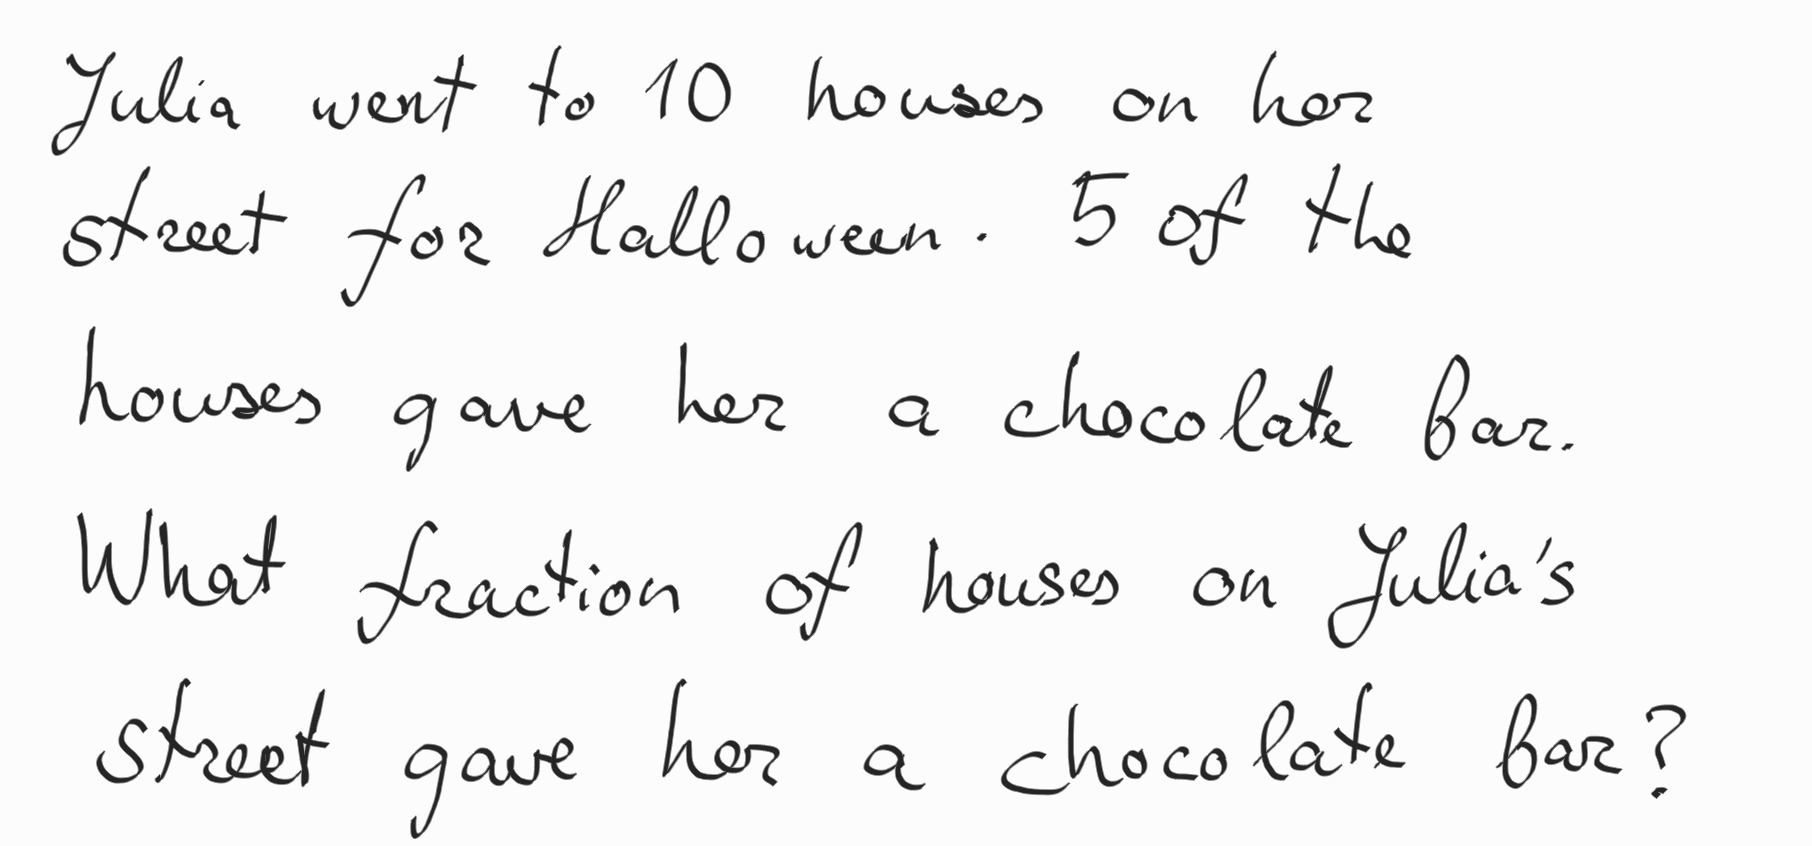 Julia went to 10 houses on her
street for Halloween. 5 of the
houses gave her a chocolate bar.
What fraction of houses on Julia's
street gave her a chocolate bar?